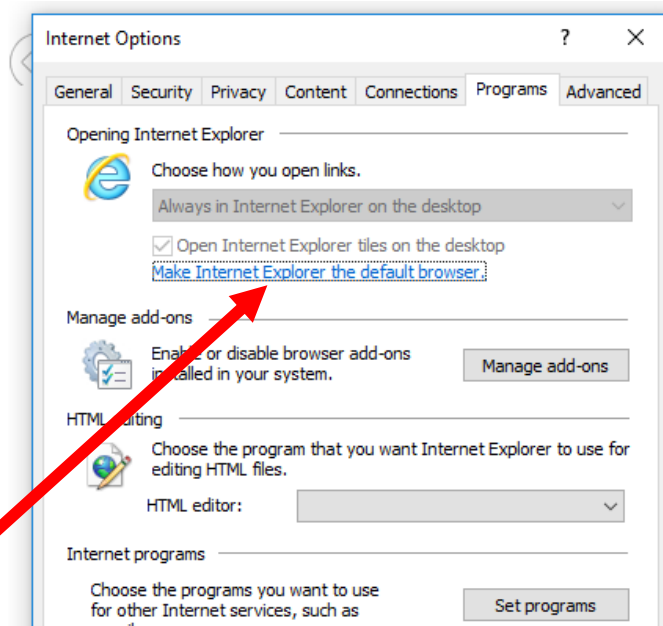 Internet Options ?
General Security Privacy Content Connections Programs Advanced
Opening Internet Explorer
Choose how you open links.
Always in Internet Explorer on the desktop
Open Internet Explorer tiles on the desktop
Make Internet Explorer the default browser.
Manage add-ons
Enable or disable browser add-ons
installed in your system.
Manage add-ons
HTML editing
Choose the program that you want Internet Explorer to use for
editing HTML files.
HTML editor:
Internet programs
Choose the programs you want to use
for other Internet services, such as
Set programs